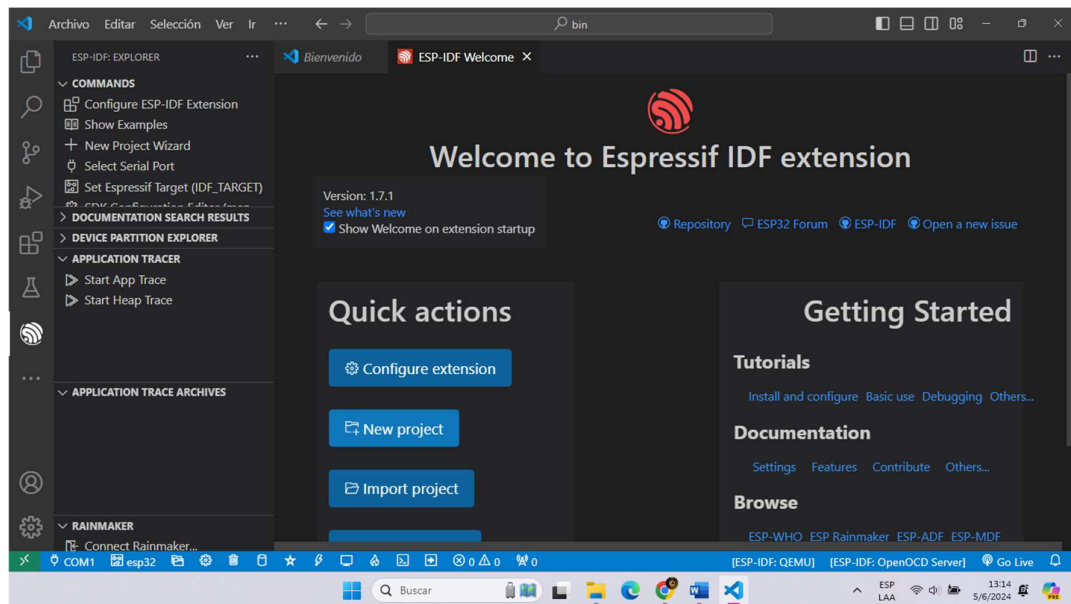 Archivo Editar Selección Ver Ir ··· bin
ESP-IDF: EXPLORER ···
Bienvenido
ESP-IDF Welcome
COMMANDS
Configure ESP-IDF Extension
Show Examples
New Project Wizard
Select Serial Port
Set Espressif Target (IDF_TARGET)
DOCUMENTATION SEARCH RESULTS
DEVICE PARTITION EXPLORER
APPLICATION TRACER
Start App Trace
Start Heap Trace
APPLICATION TRACE ARCHIVES
RAINMAKER
Connect Rainmaker...
Welcome to Espressif IDF extension
Version: 1.7.1
See what's new
Show Welcome on extension startup
Repository ESP32 Forum ESP-IDF Open a new issue
Quick actions
Configure extension
New project
Import project
Getting Started
Tutorials
Install and configure Basic use Debugging Others...
Documentation
Settings Features Contribute Others...
Browse
ESP-WHO ESP Rainmaker ESP-ADF ESP-MDF
COM1 esp32 0 0 0 [ESP-IDF: QEMU] [ESP-IDF: OpenOCD Server] Go Live
Buscar
ESP
LAA
13:14
5/6/2024
PRE